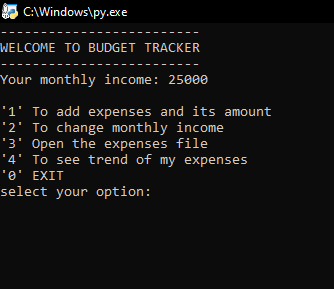 C:\Windows\py.exe
-------------------------
WELCOME TO BUDGET TRACKER
-------------------------
Your monthly income: 25000
'1' To add expenses and its amount
'2' To change monthly income
'3' Open the expenses file
'4' To see trend of my expenses
'0' EXIT
select your option: